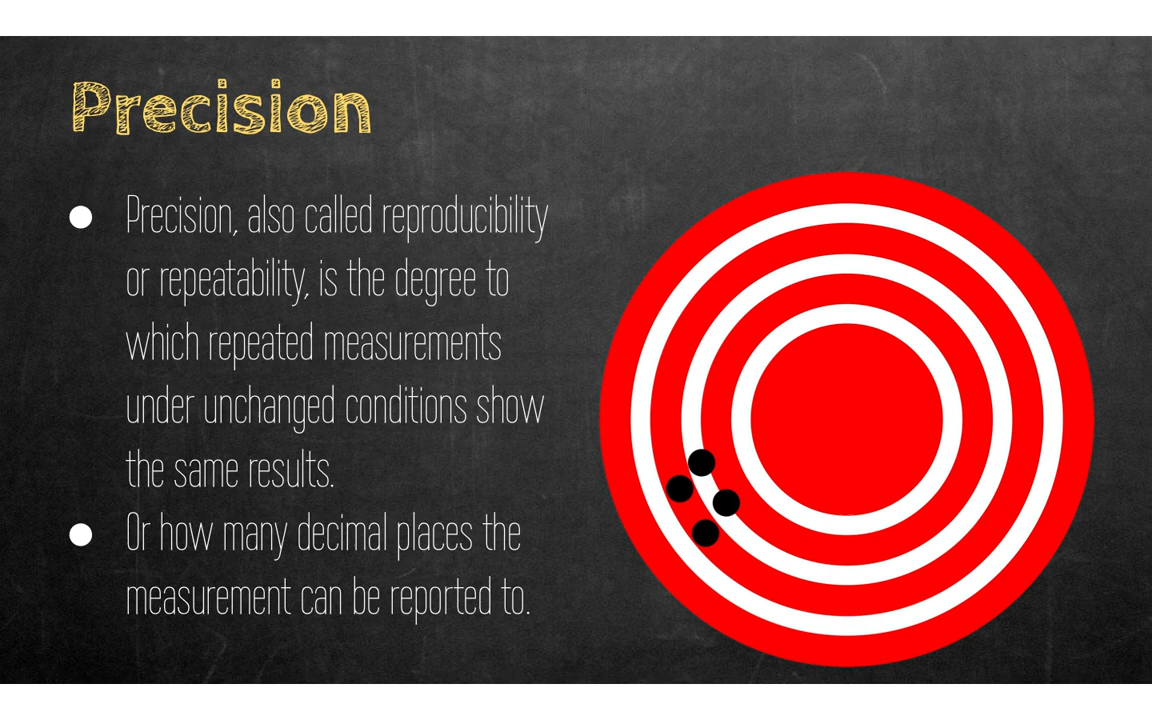 Precision
● Precision, also called reproducibility
or repeatability, is the degree to
which repeated measurements
under unchanged conditions show
the same results.
● Or how many decimal places the
measurement can be reported to.